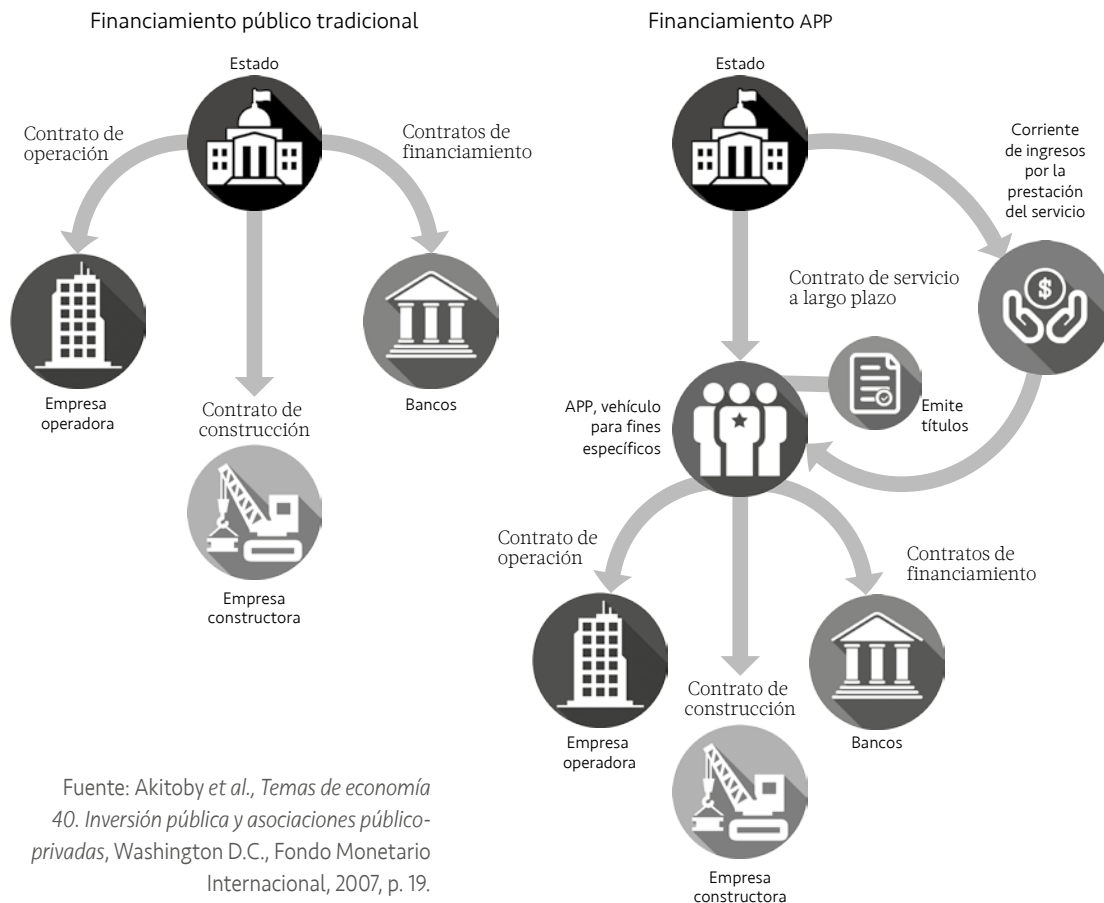 Financiamiento público tradicional
Estado
Contrato de
operación
Contratos de
financiamiento
Empresa
operadora
Bancos
Contrato de
construcción
Empresa
constructora
Financiamiento APP
Estado
Corriente
de ingresos
por la
prestación
del servicio
$
Contrato de servicio
a largo plazo
APP, vehículo
para fines
específicos
Emite
títulos
Contrato de
operación
Contratos de
financiamiento
Empresa
operadora
Bancos
Contrato de
construcción
Empresa
constructora
Fuente: Akitoby et al., Temas de economía
40. Inversión pública y asociaciones público-
privadas, Washington D.C., Fondo Monetario
Internacional, 2007, p. 19.